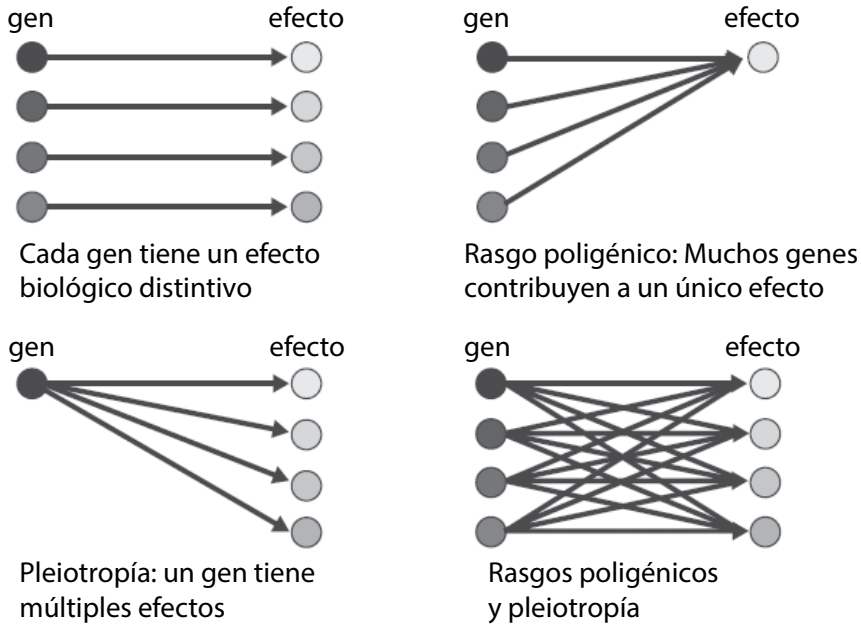 gen efecto
Cada gen tiene un efecto
biológico distintivo
gen efecto
Rasgo poligénico: Muchos genes
contribuyen a un único efecto
gen efecto
Pleiotropía: un gen tiene
múltiples efectos
gen efecto
Rasgos poligénicos
y pleiotropía